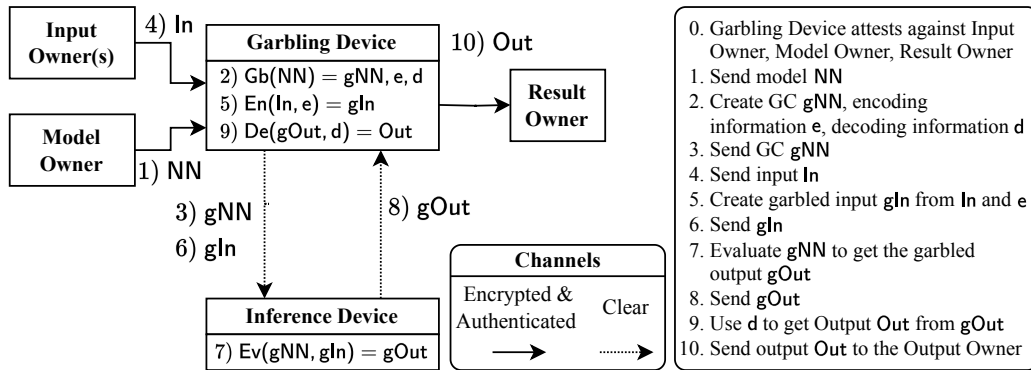 4) In
Input
Owner(s)
Model
Owner
1) NN
Garbling Device
2) Gb(NN) = gNN, e, d
5) En(In, e) = gIn
9) De(gOut, d) = Out
10) Out
Result
Owner
3) gNN
6) gIn
8) gOut
Inference Device
7) Ev(gNN, gIn) = gOut
Channels
Encrypted &
Authenticated
Clear
0. Garbling Device attests against Input
Owner, Model Owner, Result Owner
1. Send model NN
2. Create GC gNN, encoding
information e, decoding information d
3. Send GC gNN
4. Send input In
5. Create garbled input gIn from In and e
6. Send gIn
7. Evaluate gNN to get the garbled
output gOut
8. Send gOut
9. Use d to get Output Out from gOut
10. Send output Out to the Output Owner